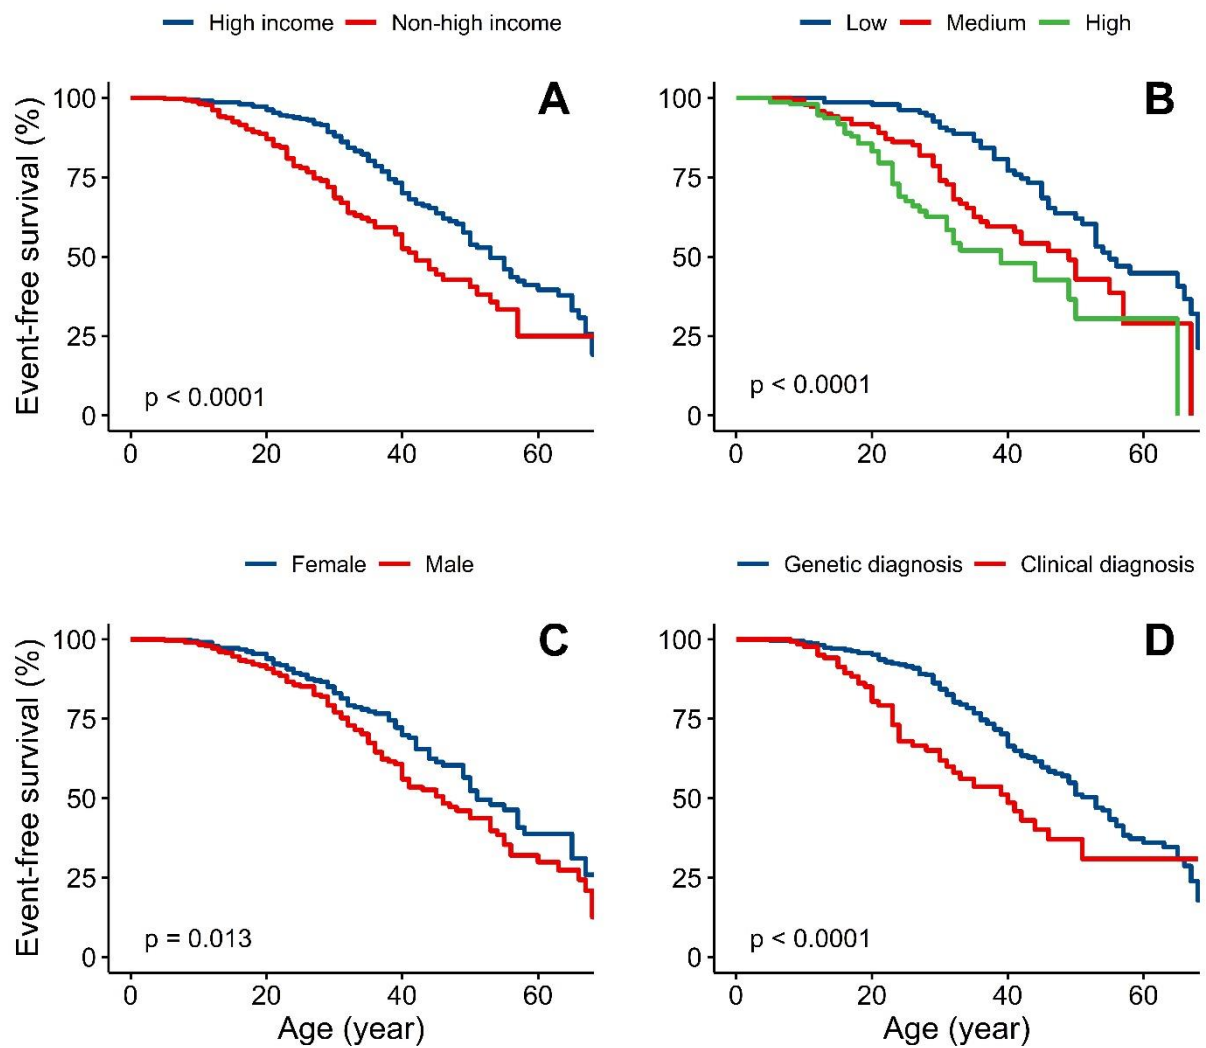 High income Non-high income
Low Medium High
A
B
Event-free survival (%)
100
75
50
25
0
p < 0.0001
0 20 40 60
100
75
50
25
0
p < 0.0001
0 20 40 60
Female Male
Genetic diagnosis Clinical diagnosis
C
D
Event-free survival (%)
100
75
50
25
0
p = 0.013
0 20 40 60
Age (year)
100
75
50
25
0
p < 0.0001
0 20 40 60
Age (year)